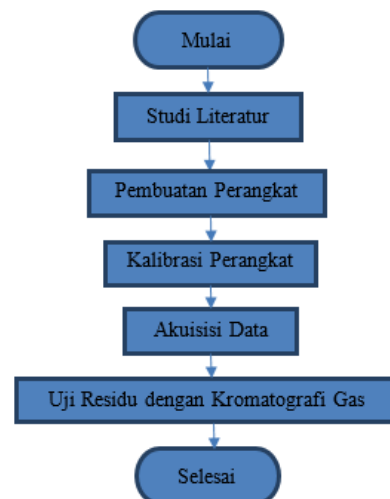 Mulai
Studi Literatur
Pembuatan Perangkat
Kalibrasi Perangkat
Akuisisi Data
Uji Residu dengan Kromatografi Gas
Selesai